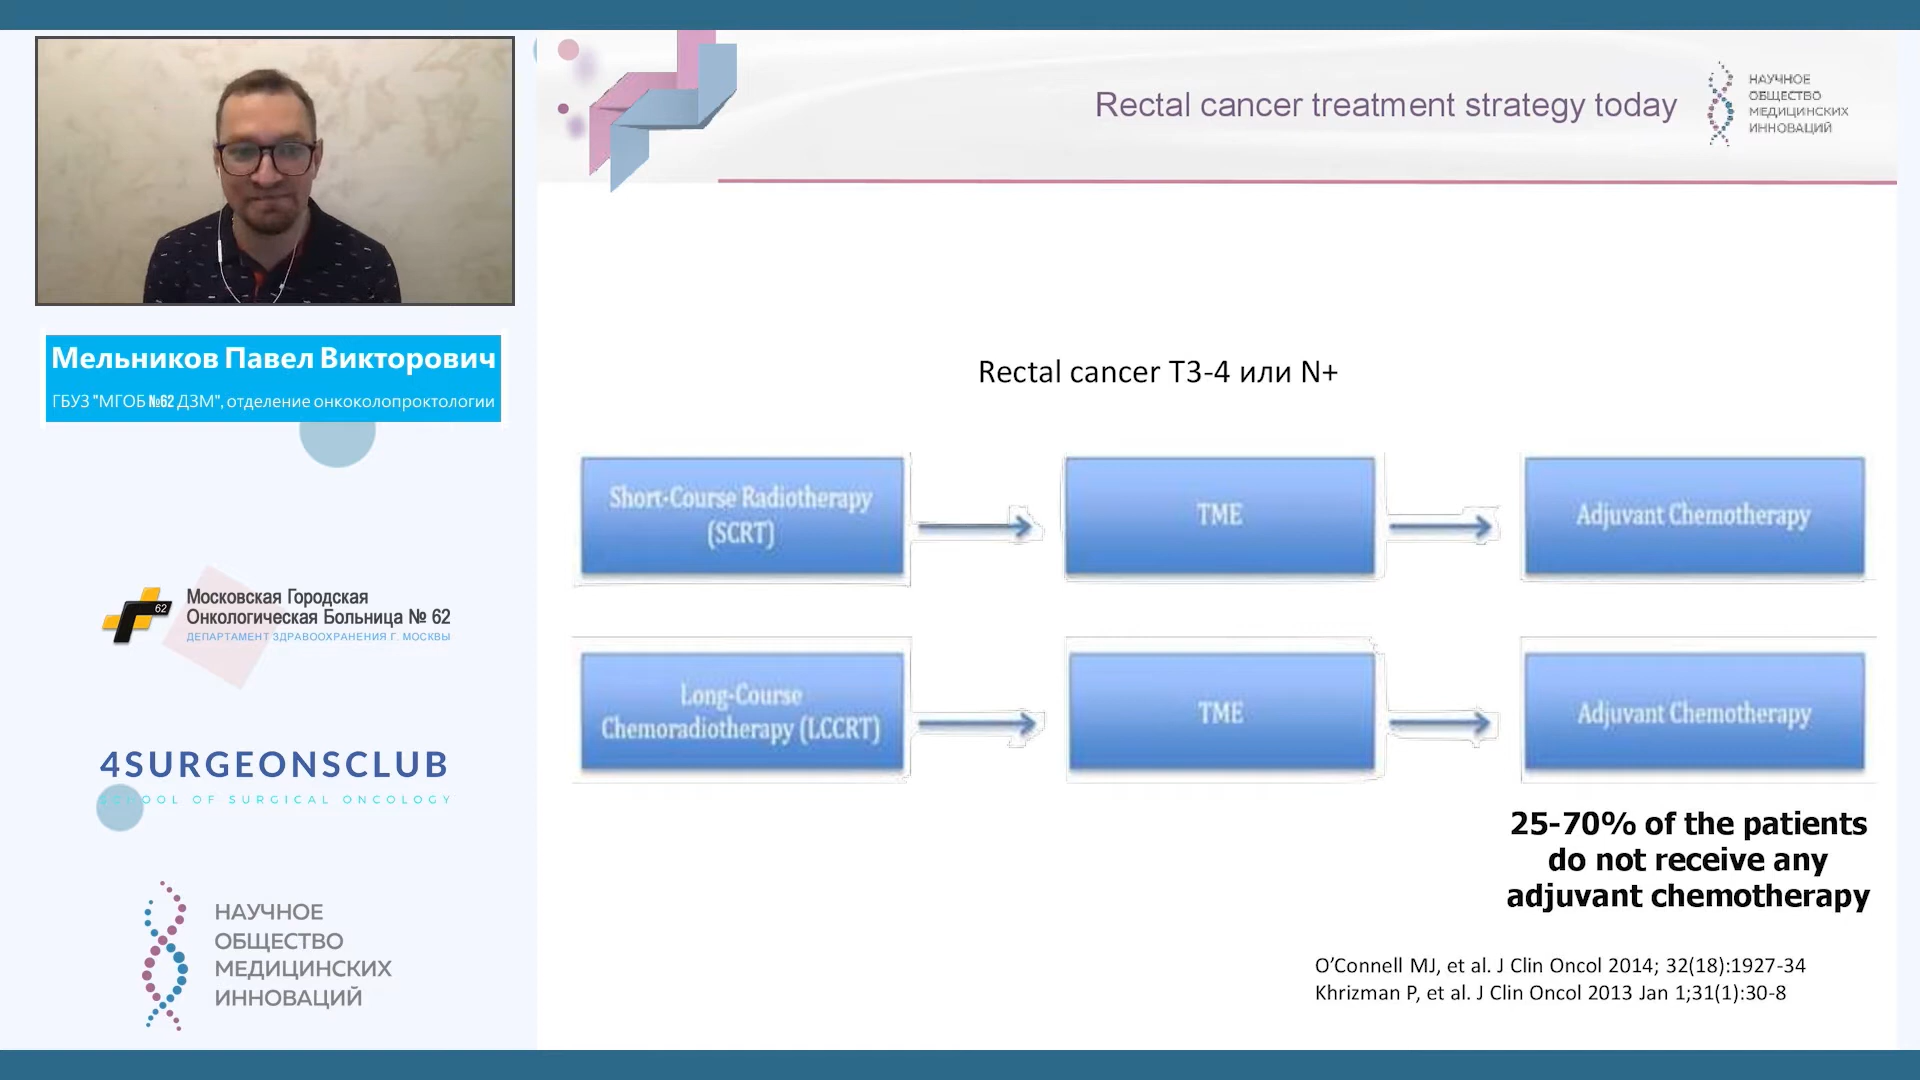 Rectal cancer treatment strategy today
НАУЧНОЕ
ОБЩЕСТВО
МЕДИЦИНСКИХ
ИННОВАЦИЙ
Мельников Павел Викторович
ГБУЗ "МГОБ №62 ДЗМ", отделение онкоколопроктологии
62
Московская Городская
Онкологическая Больница № 62
ДЕПАРТАМЕНТ ЗДРАВООХРАНЕНИЯ Г. МОСКВЫ
4SURGEONSCLUB
SCHOOL OF SURGICAL ONCOLOGY
НАУЧНОЕ
ОБЩЕСТВО
МЕДИЦИНСКИХ
ИННОВАЦИЙ
Rectal cancer T3-4 или N+
Short-Course Radiotherapy
(SCRT)
TME
Adjuvant Chemotherapy
Long-Course
Chemoradiotherapy (LCCRT)
TME
Adjuvant Chemotherapy
25-70% of the patients
do not receive any
adjuvant chemotherapy
O’Connell MJ, et al. J Clin Oncol 2014; 32(18):1927-34
Khrizman P, et al. J Clin Oncol 2013 Jan 1;31(1):30-8